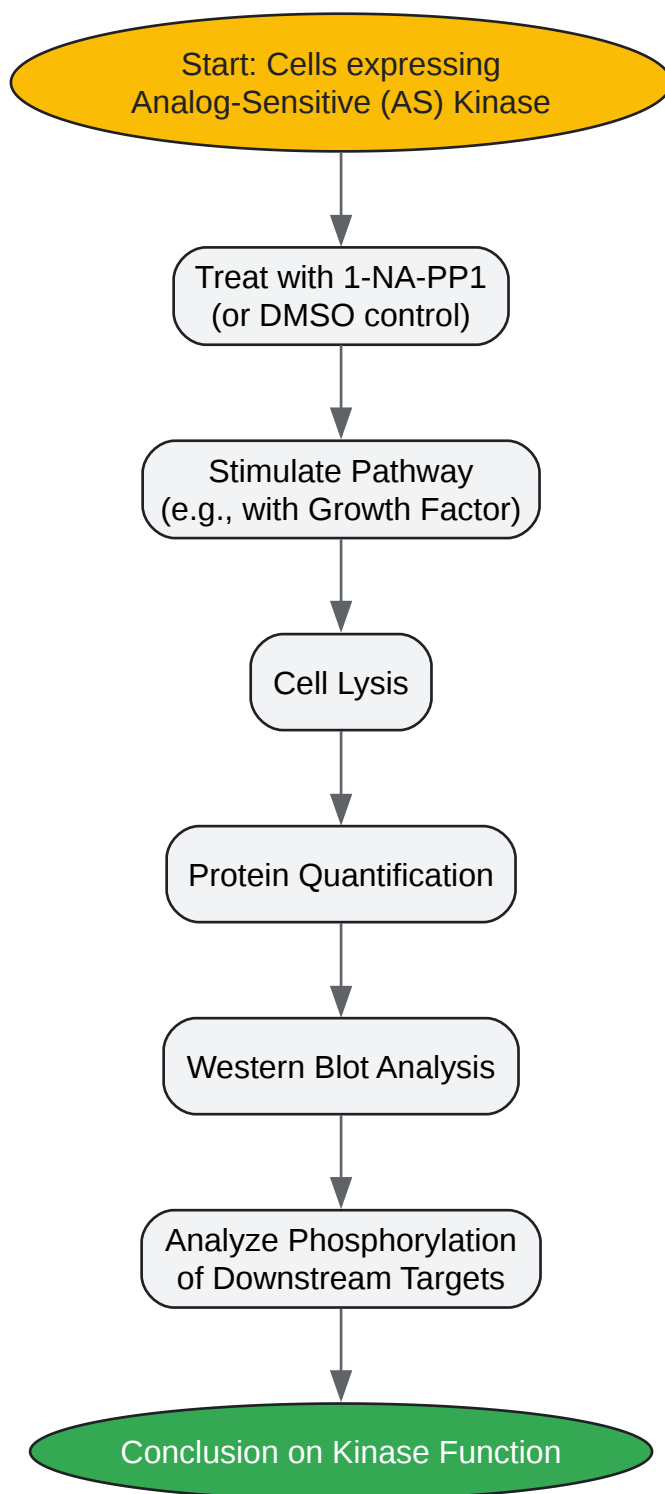 Start: Cells expressing
Analog-Sensitive (AS) Kinase
Treat with 1-NA-PP1
(or DMSO control)
Stimulate Pathway
(e.g., with Growth Factor)
Cell Lysis
Protein Quantification
Western Blot Analysis
Analyze Phosphorylation
of Downstream Targets
Conclusion on Kinase Function